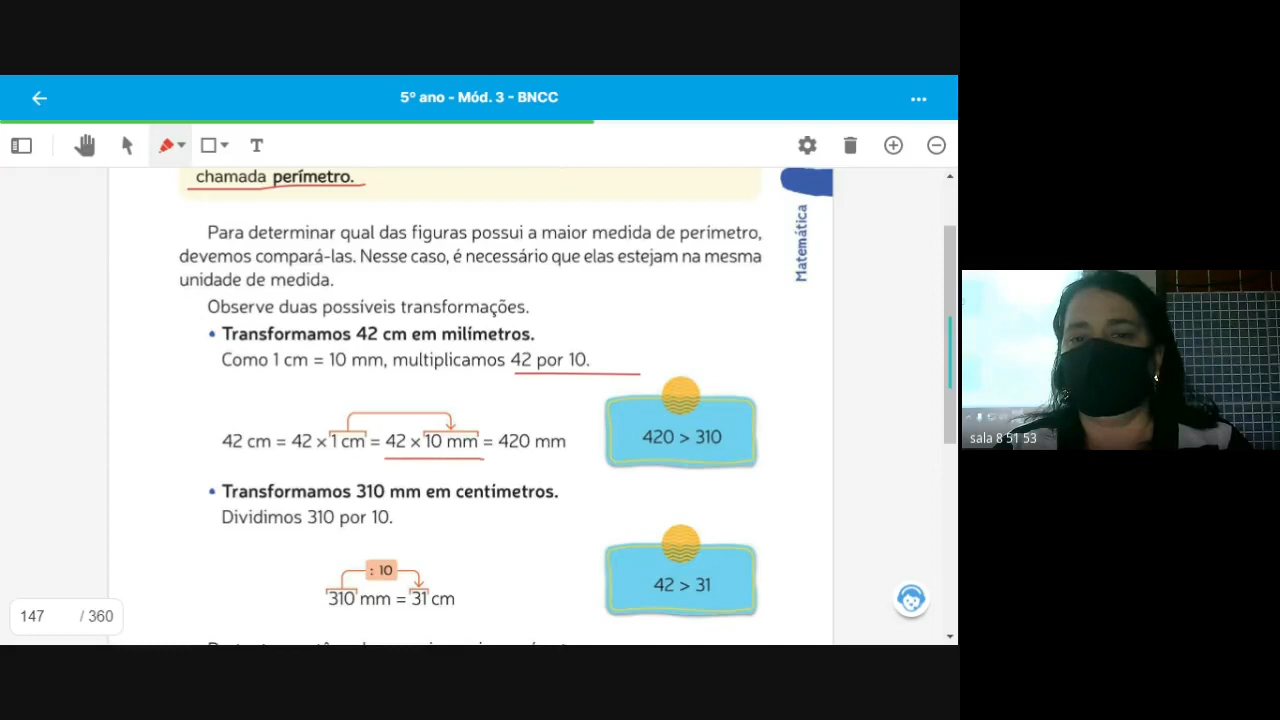 5º ano - Mód. 3 - BNCC
T
chamada perímetro.
Para determinar qual das figuras possui a maior medida de perímetro,
devemos compará-las. Nesse caso, é necessário que elas estejam na mesma
unidade de medida.
Observe duas possíveis transformações.
• Transformamos 42 cm em milímetros.
Como 1 cm = 10 mm, multiplicamos 42 por 10.
42 cm = 42 × 1 cm = 42 × 10 mm = 420 mm
420 > 310
• Transformamos 310 mm em centímetros.
Dividimos 310 por 10.
: 10
310 mm = 31 cm
42 > 31
Matemática
147 / 360
sala 8 51 53